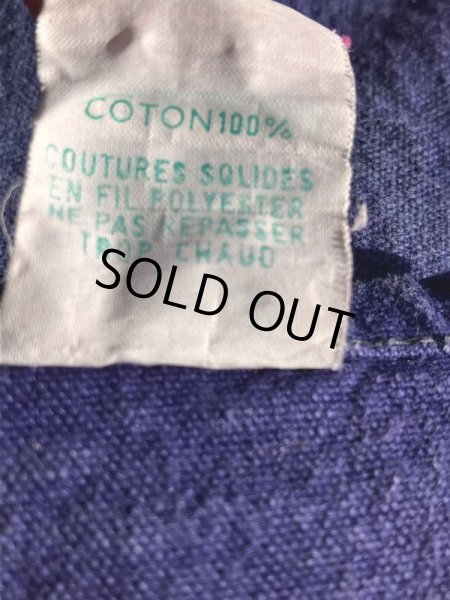 COTON100%
COUTURES SOLIDES
EN FIL POLYESTER
NE PAS REPASSER
TROP CHAUD
SOLD OUT